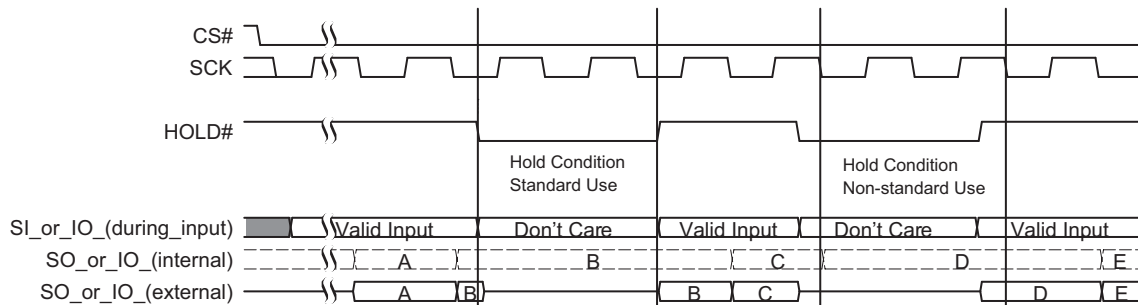 CS#
SCK
HOLD#
Hold Condition
Standard Use
Hold Condition
Non-standard Use
SI_or_IO_(during_input) Valid Input Don't Care Valid Input Don't Care Valid Input
SO_or_IO_(internal) A B C D E
SO_or_IO_(external) A B B C D E